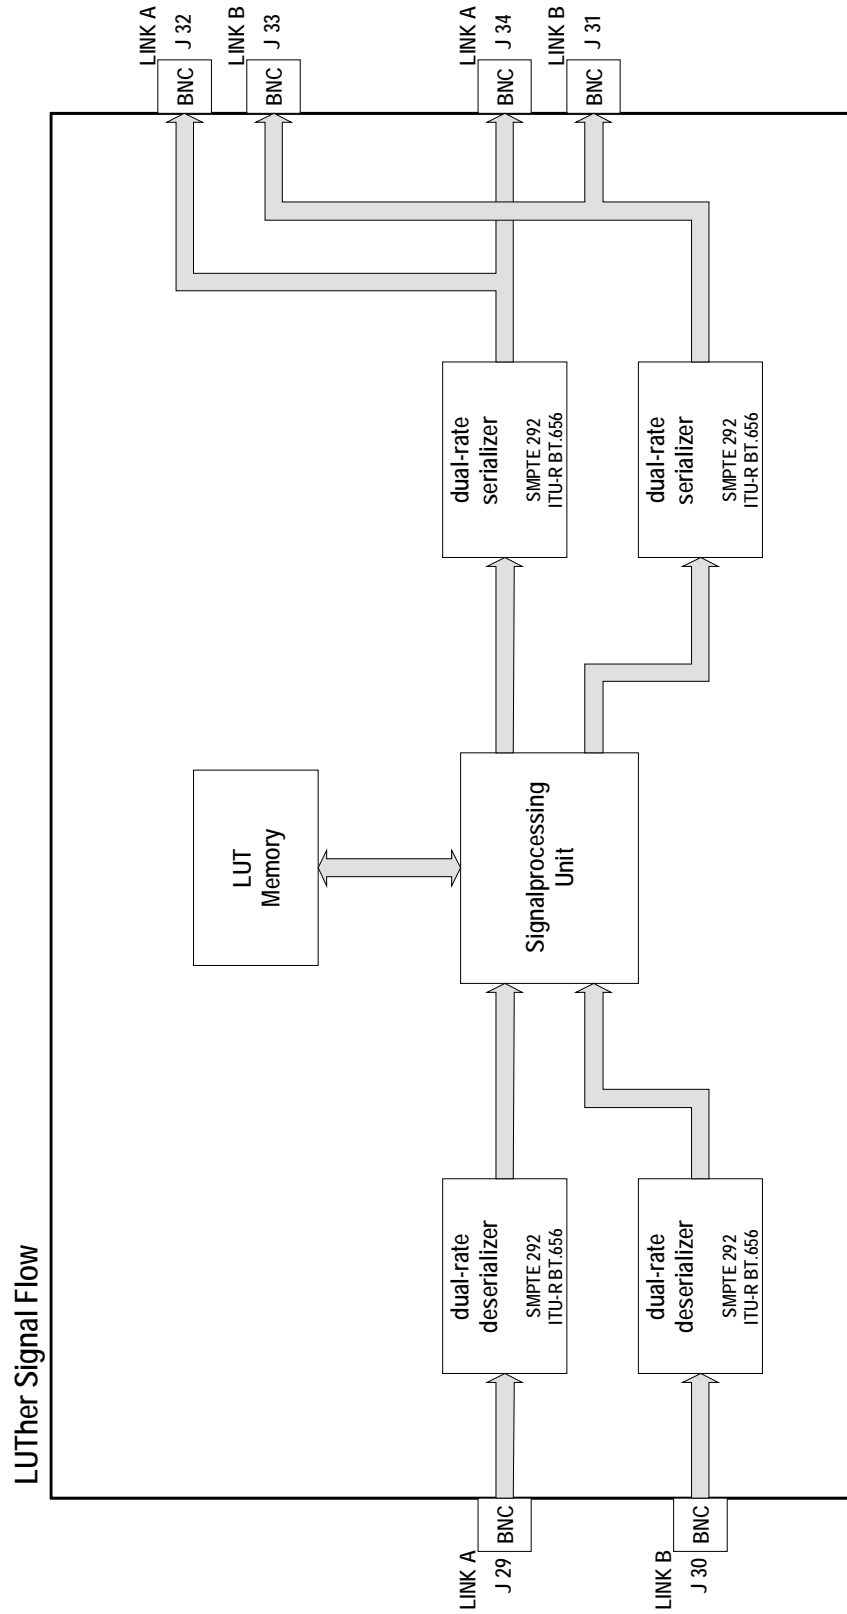 LUTher Signal Flow
LINK A
J 29
BNC
LINK B
J 30
BNC
dual-rate
deserializer
SMPTE 292
ITU-R BT.656
dual-rate
deserializer
SMPTE 292
ITU-R BT.656
LUT
Memory
Signalprocessing
Unit
dual-rate
serializer
SMPTE 292
ITU-R BT.656
dual-rate
serializer
SMPTE 292
ITU-R BT.656
LINK A
J 32
BNC
LINK B
J 33
BNC
LINK A
J 34
BNC
LINK B
J 31
BNC